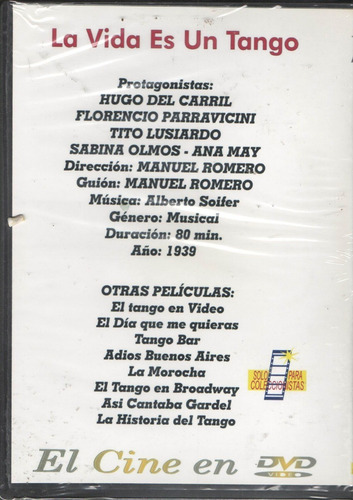 La Vida Es Un Tango
Protagonistas:
HUGO DEL CARRIL
FLORENCIO PARRAVICINI
TITO LUSIARDO
SABINA OLMOS - ANA MAY
Dirección: MANUEL ROMERO
Guión: MANUEL ROMERO
Música: Alberto Soifer
Género: Musical
Duración: 80 min.
Año: 1939
OTRAS PELÍCULAS:
El tango en Video
El Día que me quieras
Tango Bar
Adios Buenos Aires
La Morocha
El Tango en Broadway
Asi Cantaba Gardel
La Historia del Tango
SOLO PARA
COLECCIONISTAS
El Cine en DVD
VIDEO